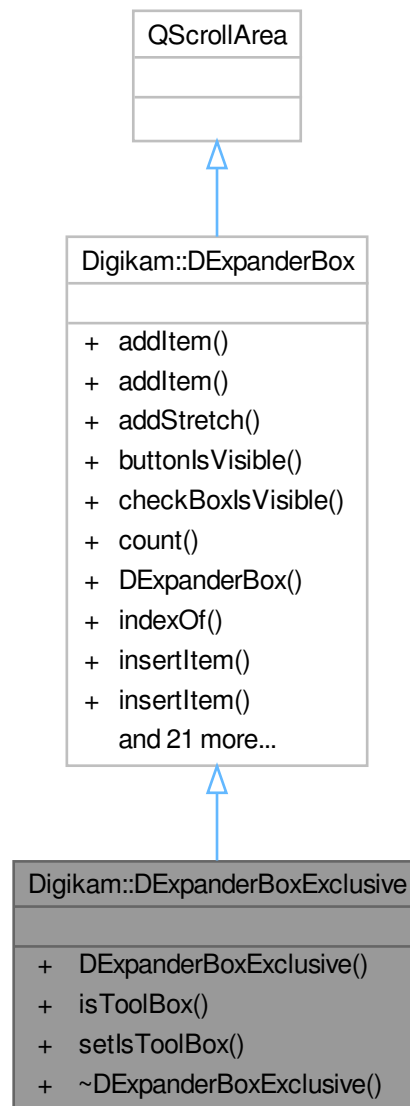 QScrollArea
Digikam::DExpanderBox
+ addItem()
+ addItem()
+ addStretch()
+ buttonIsVisible()
+ checkBoxIsVisible()
+ count()
+ DExpanderBox()
+ indexOf()
+ insertItem()
+ insertItem()
and 21 more...
Digikam::DExpanderBoxExclusive
+ DExpanderBoxExclusive()
+ isToolBox()
+ setIsToolBox()
+ ~DExpanderBoxExclusive()